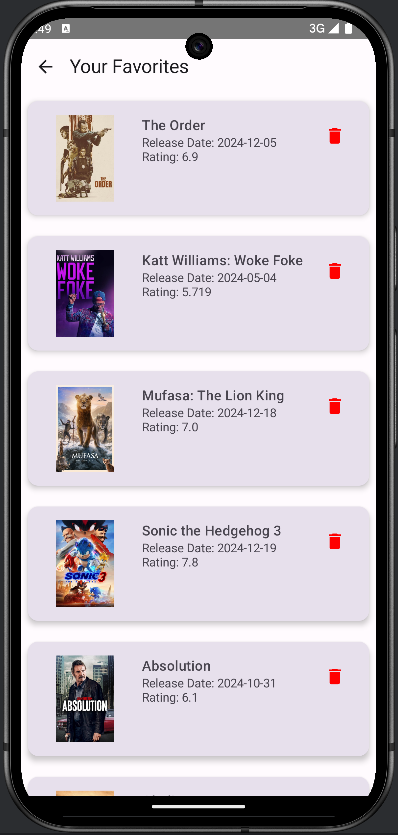 :49 A 3G
Your Favorites
THE ORDER
The Order
Release Date: 2024-12-05
Rating: 6.9
KATT WILLIAMS
WOKE
FOKE
Katt Williams: Woke Foke
Release Date: 2024-05-04
Rating: 5.719
MUFASA
Mufasa: The Lion King
Release Date: 2024-12-18
Rating: 7.0
SONIC 3
Sonic the Hedgehog 3
Release Date: 2024-12-19
Rating: 7.8
ABSOLUTION
Absolution
Release Date: 2024-10-31
Rating: 6.1